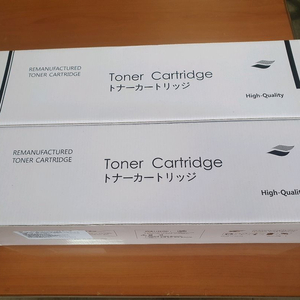 REMANUFACTURED
TONER CARTRIDGE
Toner Cartridge
トナーカートリッジ
High-Quality
REMANUFACTURED
TONER CARTRIDGE
Toner Cartridge
トナーカートリッジ
High-Quality